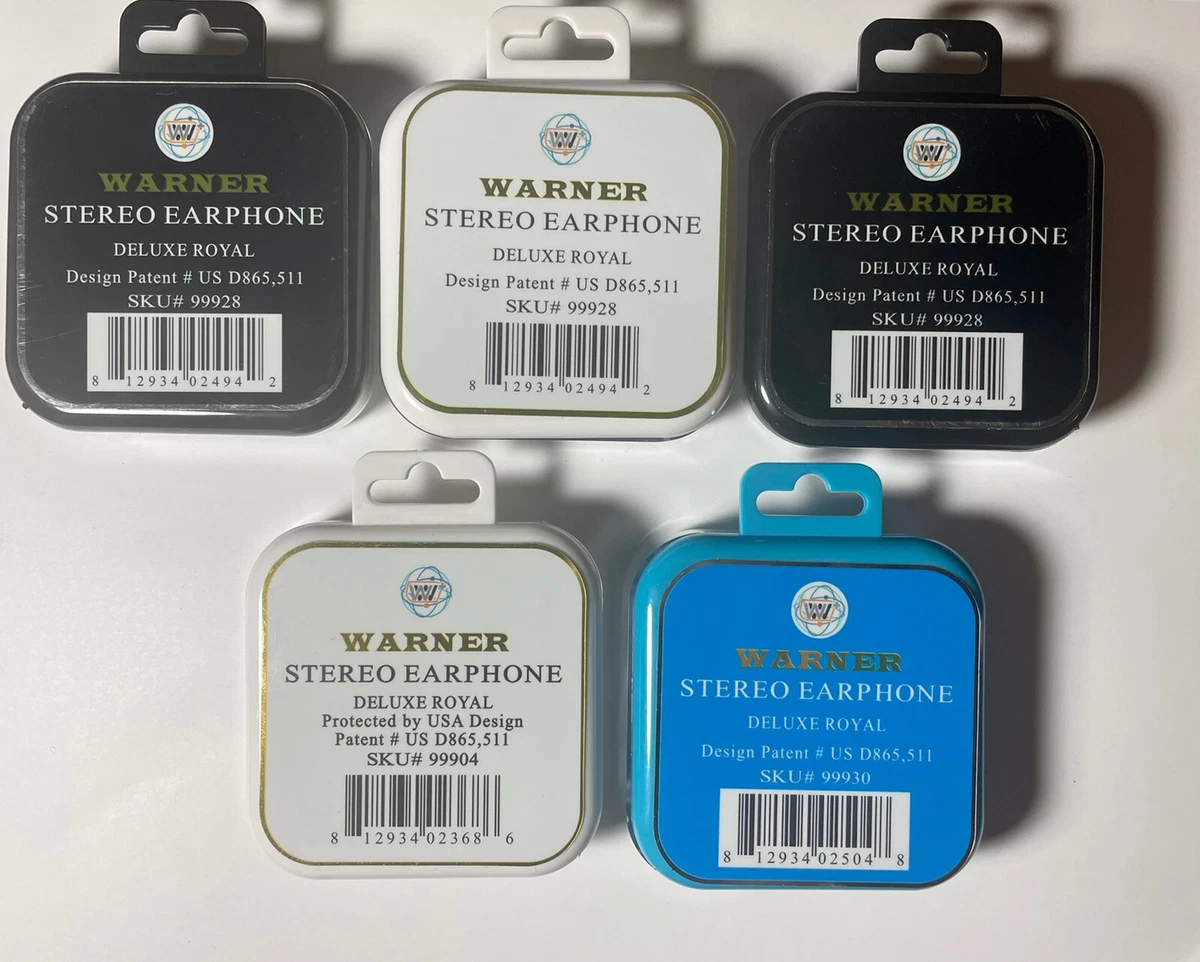 WARNER
STEREO EARPHONE
DELUXE ROYAL
Design Patent # US D865,511
SKU# 99928
8 12934 02494 2
WARNER
STEREO EARPHONE
DELUXE ROYAL
Design Patent # US D865,511
SKU# 99928
8 12934 02494 2
WARNER
STEREO EARPHONE
DELUXE ROYAL
Design Patent # US D865,511
SKU# 99928
8 12934 02494 2
WARNER
STEREO EARPHONE
DELUXE ROYAL
Protected by USA Design
Patent # US D865,511
SKU# 99904
8 12934 02368 6
WARNER
STEREO EARPHONE
DELUXE ROYAL
Design Patent # US D865,511
SKU# 99930
8 12934 02504 8